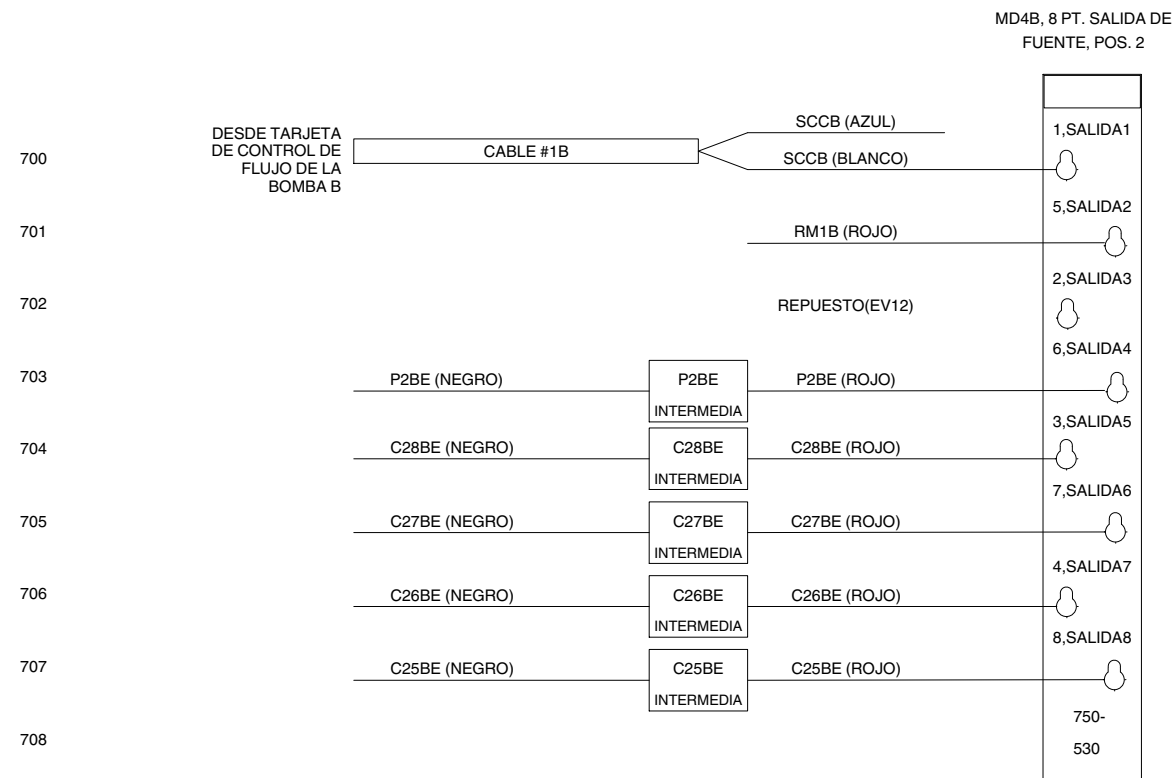 MD4B, 8 PT. SALIDA DE
FUENTE, POS. 2
SCCB (AZUL)
1,SALIDA1
DESDE TARJETA
DE CONTROL DE
FLUJO DE LA
BOMBA B
700
CABLE #1B
SCCB (BLANCO)
5,SALIDA2
701
RM1B (ROJO)
2,SALIDA3
702
REPUESTO(EV12)
6,SALIDA4
703
P2BE (NEGRO)
P2BE
INTERMEDIA
P2BE (ROJO)
3,SALIDA5
704
C28BE (NEGRO)
C28BE
INTERMEDIA
C28BE (ROJO)
7,SALIDA6
705
C27BE (NEGRO)
C27BE
INTERMEDIA
C27BE (ROJO)
4,SALIDA7
706
C26BE (NEGRO)
C26BE
INTERMEDIA
C26BE (ROJO)
8,SALIDA8
707
C25BE (NEGRO)
C25BE
INTERMEDIA
C25BE (ROJO)
750-
530
708